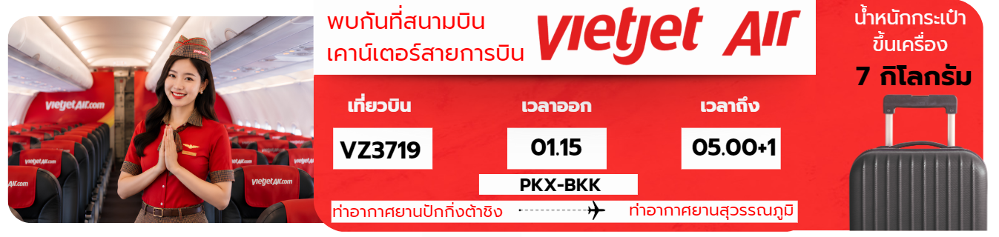 พบกันที่สนามบิน
เคาน์เตอร์สายการบิน
vietjet Air
น้ำหนักกระเป๋า
ขึ้นเครื่อง
7 กิโลกรัม
vietjetAir.com
เที่ยวบิน
เวลาออก
เวลาถึง
VZ3719
01.15
05.00+1
PKX-BKK
ท่าอากาศยานปักกิ่งต้าชิง
ท่าอากาศยานสุวรรณภูมิ
vietjetAir.com
vietjetAir.com